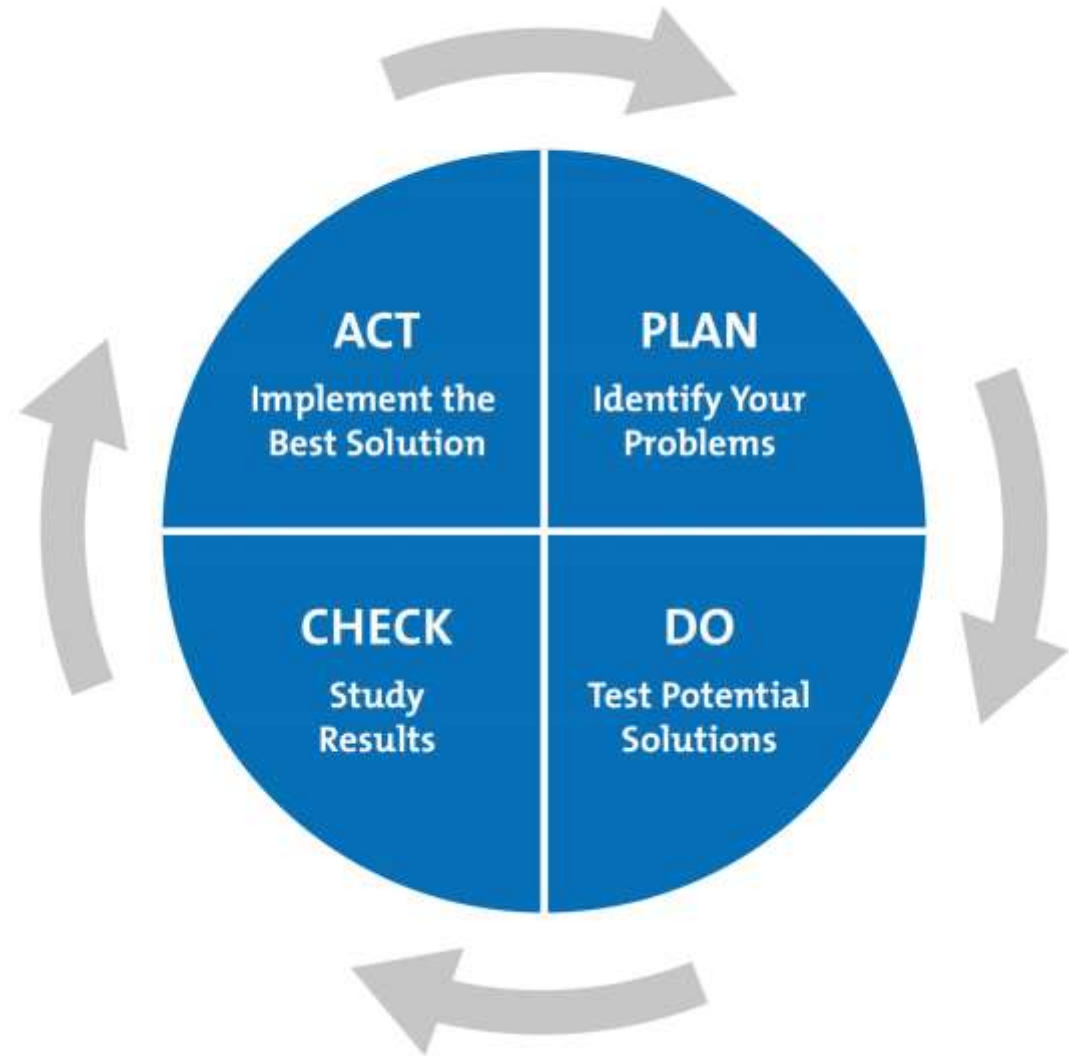 ACT
Implement the
Best Solution
PLAN
Identify Your
Problems
CHECK
Study
Results
DO
Test Potential
Solutions